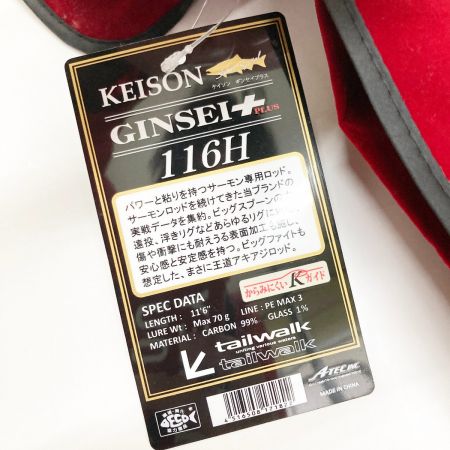 KEISON
ケイソン ギンセイプラス
GINSEI+
PLUS
116H
パワーと粘りを持つサーモン専用ロッド。
サーモンロッドを続けてきた当ブランドの
実戦データを集約。ビッグスプーンの
遠投、浮きリグなどあらゆるリグに
傷や衝撃にも耐えうる表面加工も施し、
安心感と安定感を持つ。ビッグファイトも
想定した、まさに王道アキアジロッド。
からみにくい Kガイド
SPEC DATA
LENGTH : 11'6" LINE : PE MAX 3
LURE Wt : Max 70 g
MATERIAL : CARBON 99% GLASS 1%
tailwalk
uniting various waters
tailwalk
A-TEC INC.
MADE IN CHINA